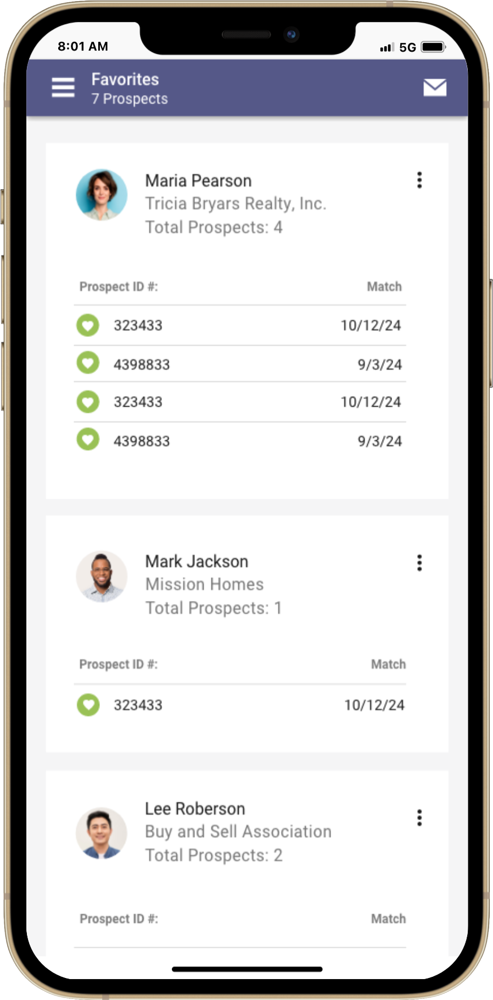 8:01 AM 5G
Favorites
7 Prospects
Maria Pearson
Tricia Bryars Realty, Inc.
Total Prospects: 4
Prospect ID #: Match
323433 10/12/24
4398833 9/3/24
323433 10/12/24
4398833 9/3/24
Mark Jackson
Mission Homes
Total Prospects: 1
Prospect ID #: Match
323433 10/12/24
Lee Roberson
Buy and Sell Association
Total Prospects: 2
Prospect ID #: Match